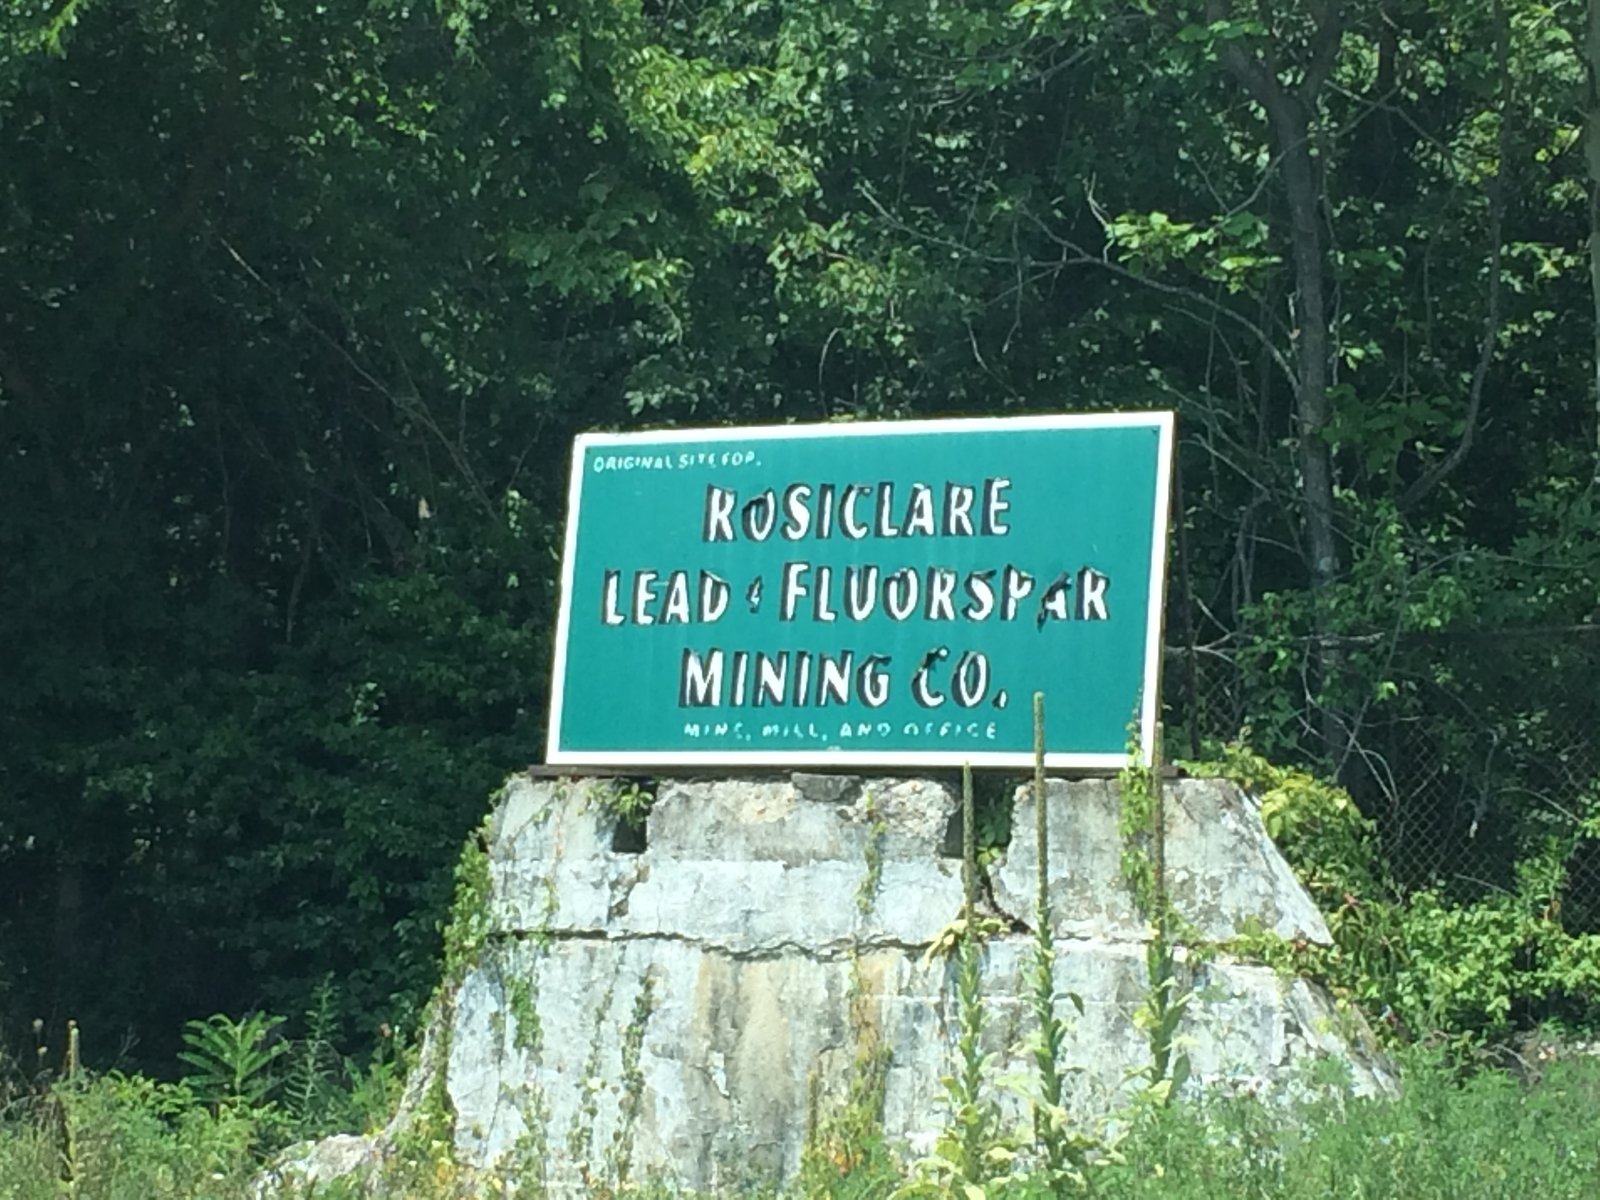 ORIGINAL SITE FOR.
ROSICLARE
LEAD & FLUORSPAR
MINING CO.
MINE, MILL, AND OFFICE